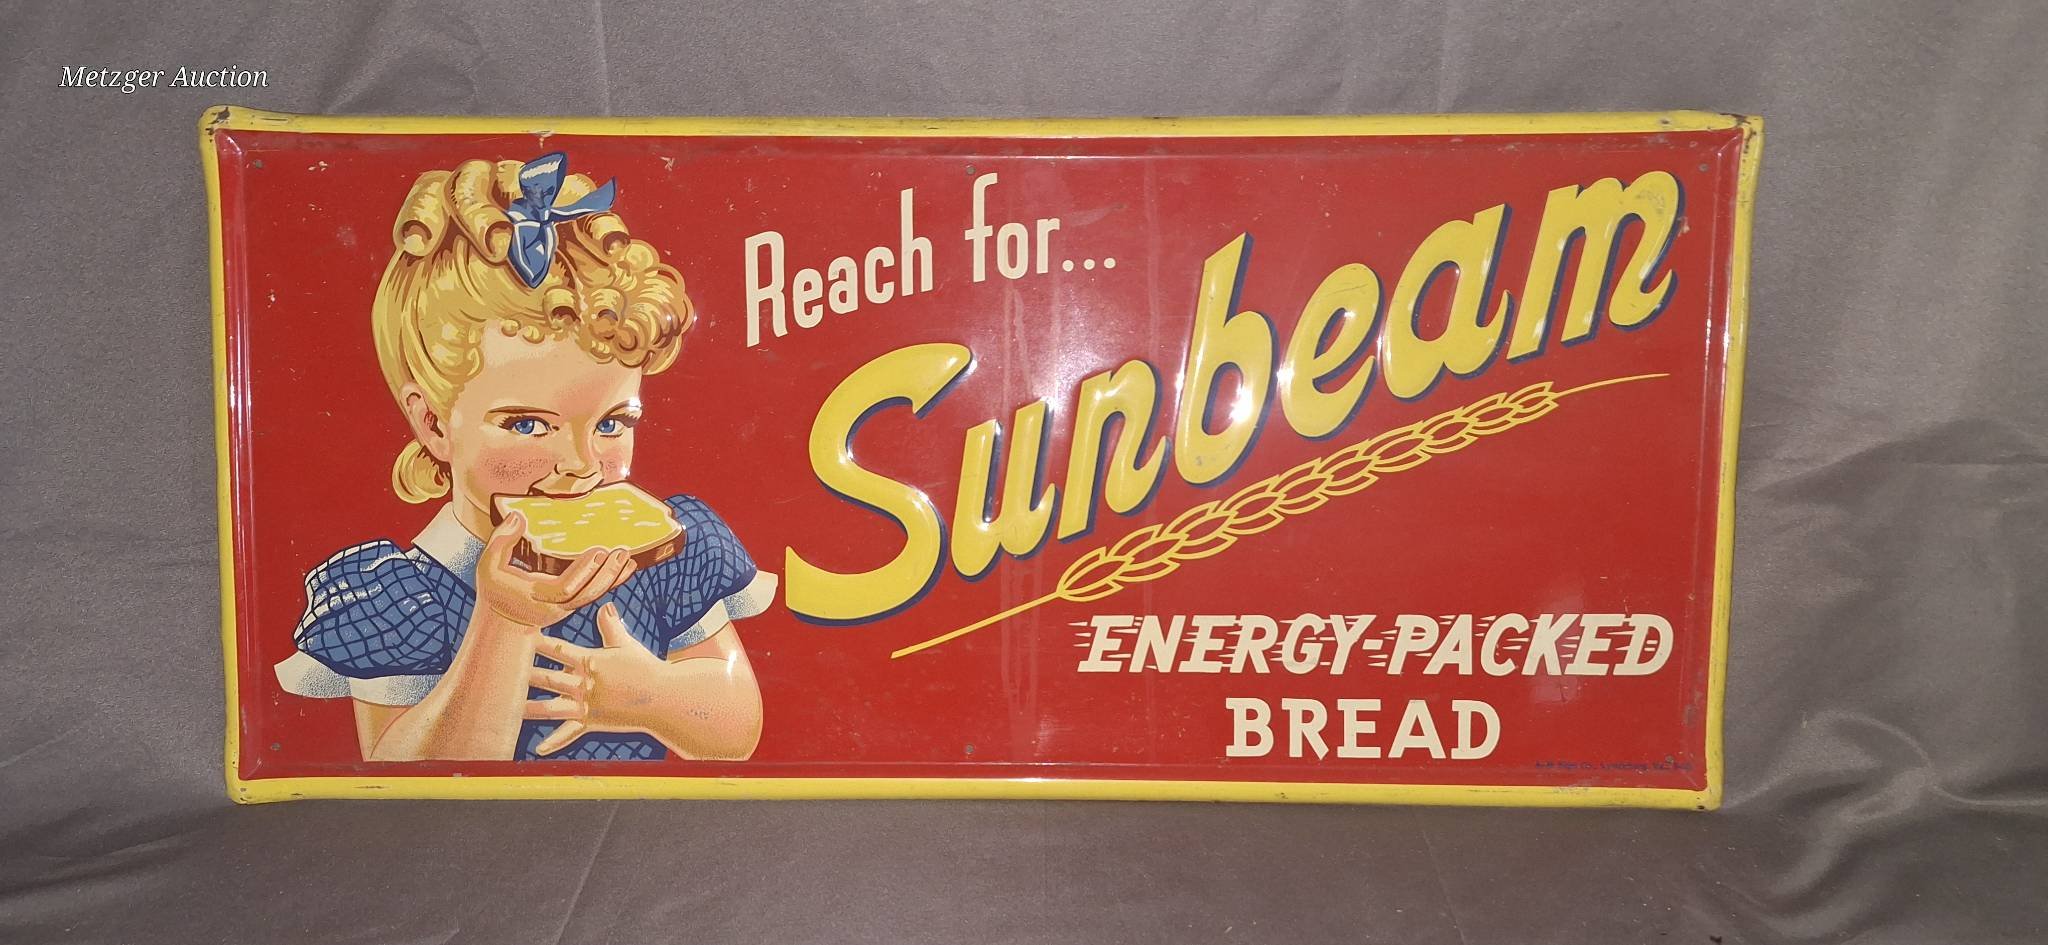 Metzger Auction
Reach for...
Sunbeam
ENERGY-PACKED
BREAD